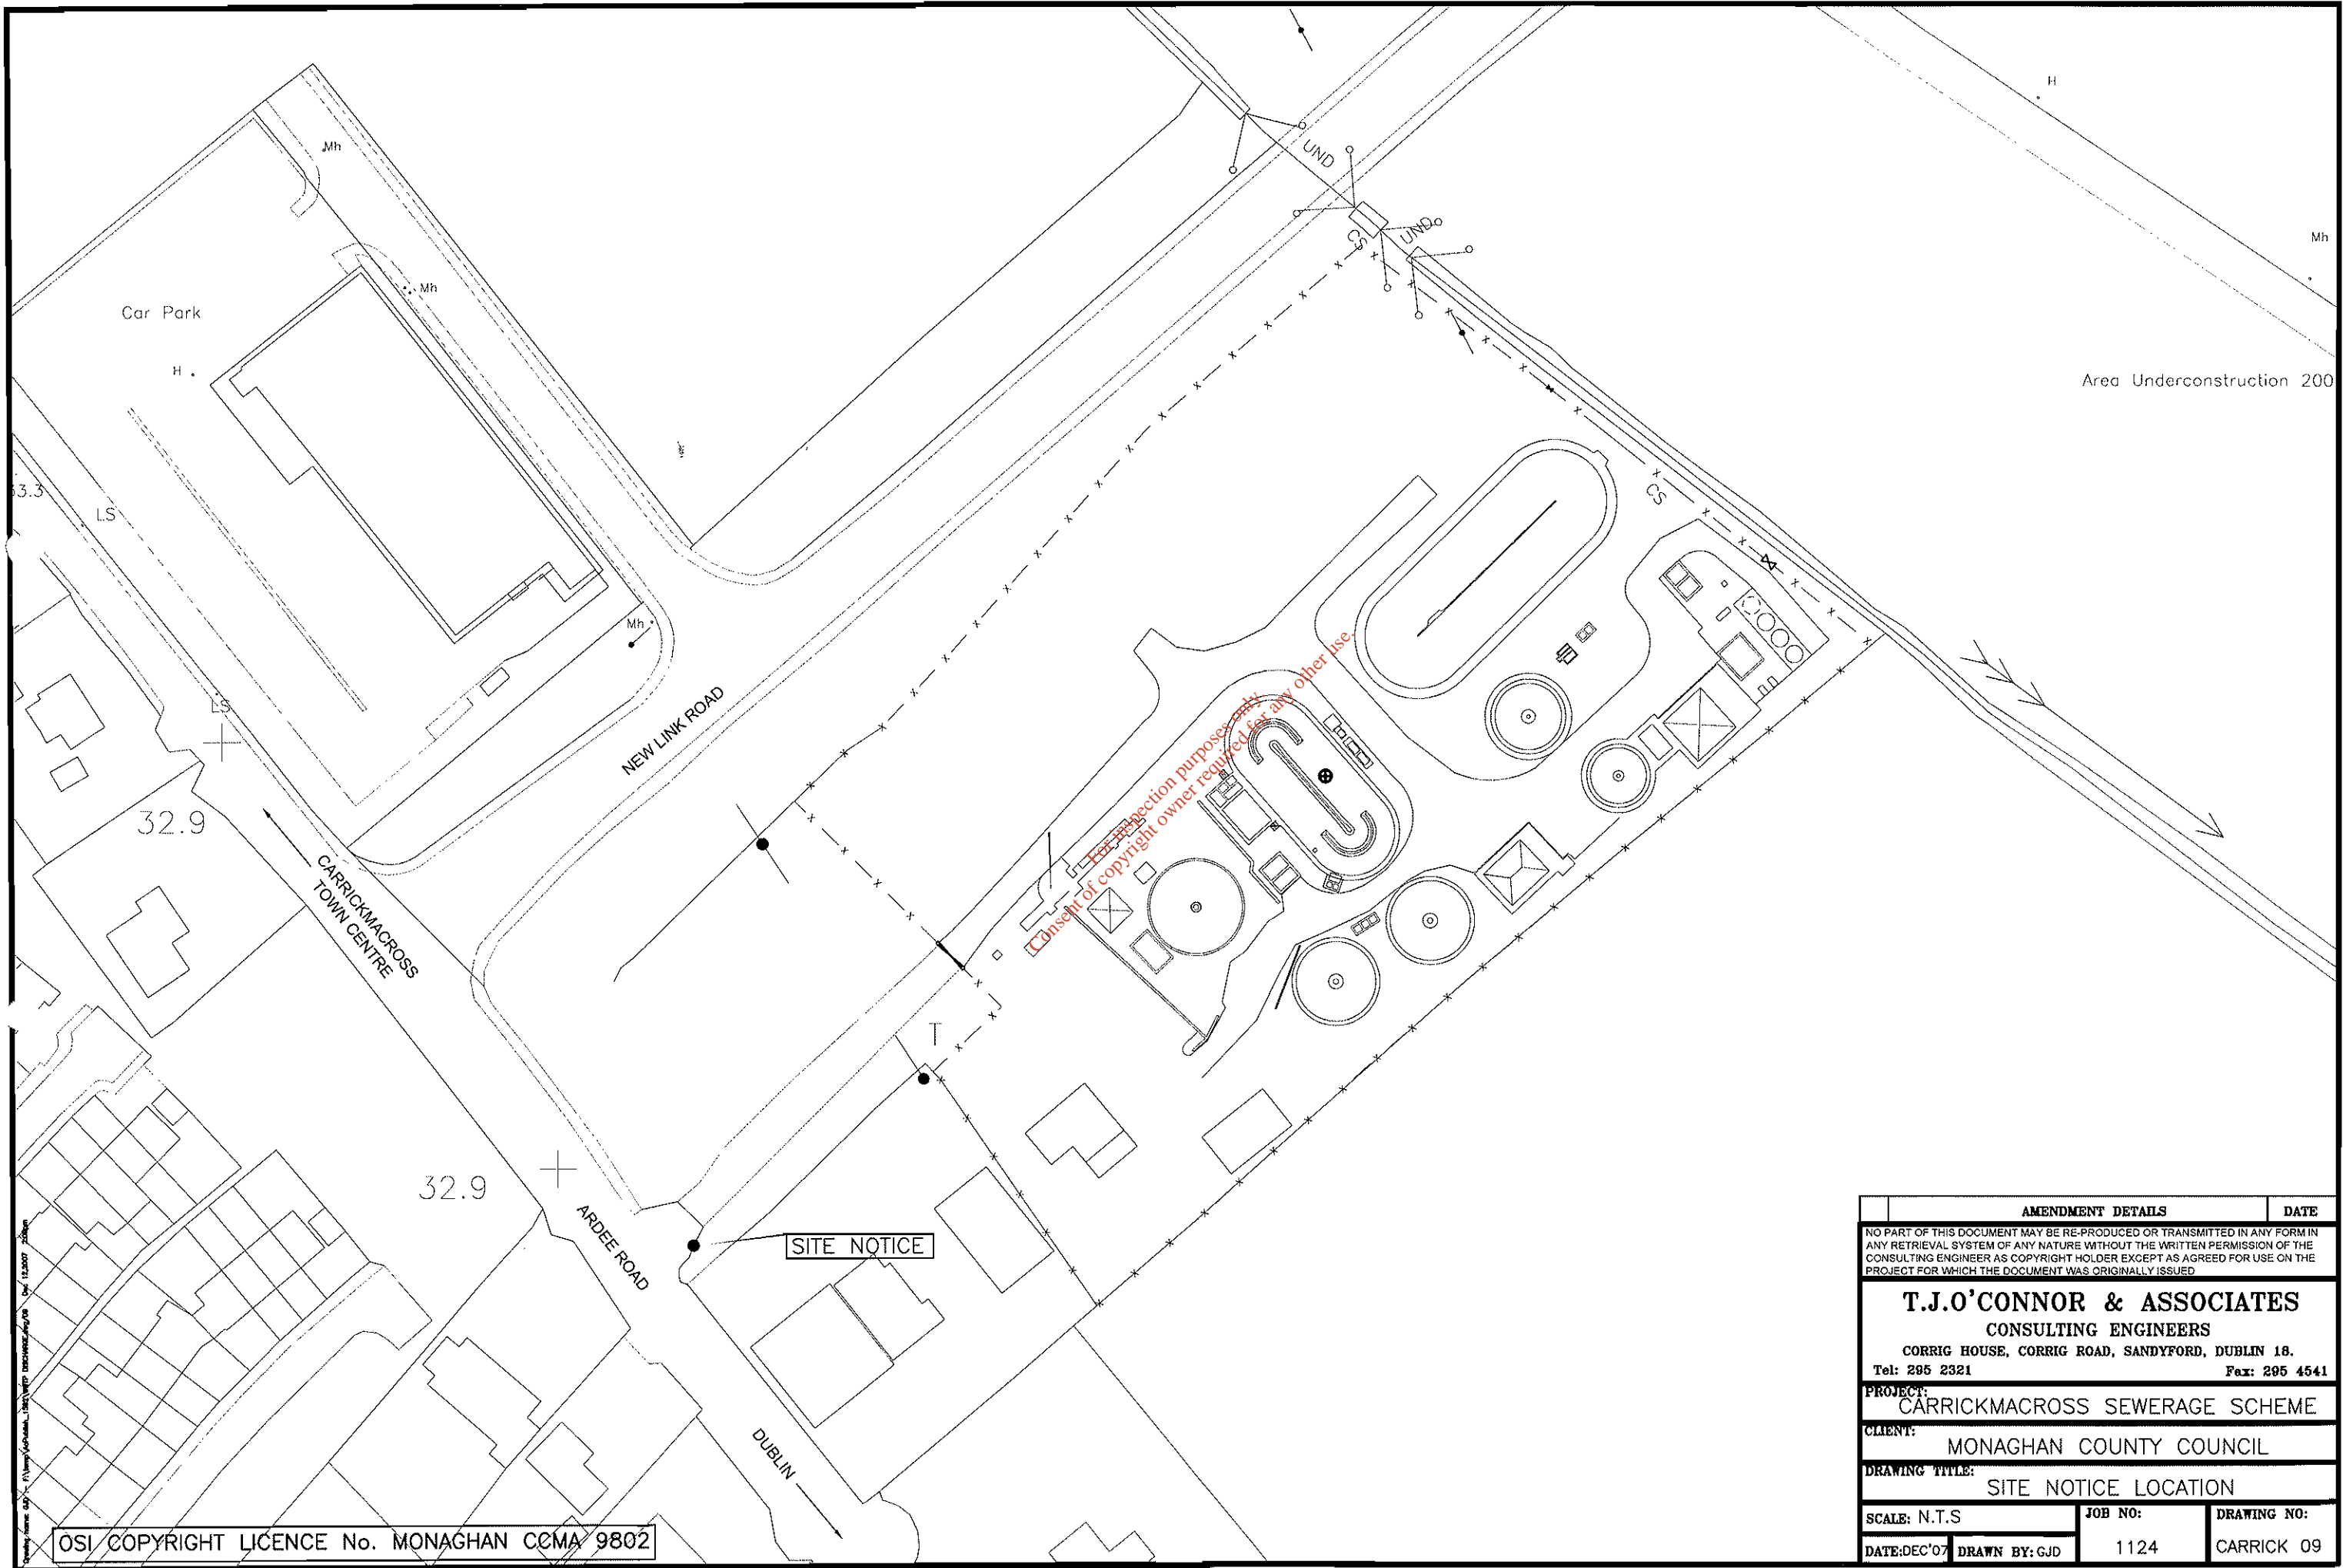 H
Mh
UND
UND
CS
Mh
Mh
Car Park
H
Area Underconstruction 200
LS
CS
Mh
LS
NEW LINK ROAD
For inspection purposes only.
Consent of copyright owner required for any other use.
32.9
CARRICKMACROSS
TOWN CENTRE
T
32.9
ARDEE ROAD
SITE NOTICE
DUBLIN
OSI COPYRIGHT LICENCE No. MONAGHAN CCMA 9802
AMENDMENT DETAILS DATE
NO PART OF THIS DOCUMENT MAY BE RE-PRODUCED OR TRANSMITTED IN ANY FORM IN
ANY RETRIEVAL SYSTEM OF ANY NATURE WITHOUT THE WRITTEN PERMISSION OF THE
CONSULTING ENGINEER AS COPYRIGHT HOLDER EXCEPT AS AGREED FOR USE ON THE
PROJECT FOR WHICH THE DOCUMENT WAS ORIGINALLY ISSUED
T.J.O'CONNOR & ASSOCIATES
CONSULTING ENGINEERS
CORRIG HOUSE, CORRIG ROAD, SANDYFORD, DUBLIN 18.
Tel: 295 2321 Fax: 295 4541
PROJECT:
CARRICKMACROSS SEWERAGE SCHEME
CLIENT:
MONAGHAN COUNTY COUNCIL
DRAWING TITLE:
SITE NOTICE LOCATION
SCALE: N.T.S
JOB NO:
1124
DRAWING NO:
CARRICK 09
DATE:DEC'07
DRAWN BY: GJD